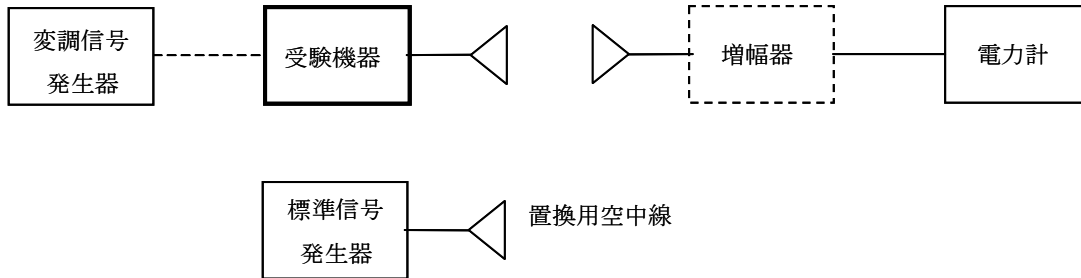 変調信号
発生器
受験機器
増幅器
電力計
標準信号
発生器
置換用空中線